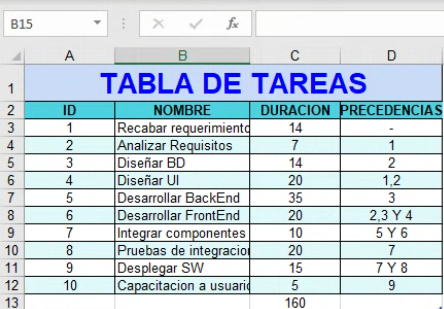 B15 fx
A B C D
1 TABLA DE TAREAS
2 ID NOMBRE DURACION PRECEDENCIAS
3 1 Recabar requerimiento 14 -
4 2 Analizar Requisitos 7 1
5 3 Diseñar BD 14 2
6 4 Diseñar UI 20 1,2
7 5 Desarrollar BackEnd 35 3
8 6 Desarrollar FrontEnd 20 2,3 Y 4
9 7 Integrar componentes 10 5 Y 6
10 8 Pruebas de integracion 20 7
11 9 Desplegar SW 15 7 Y 8
12 10 Capacitacion a usuario 5 9
13 160